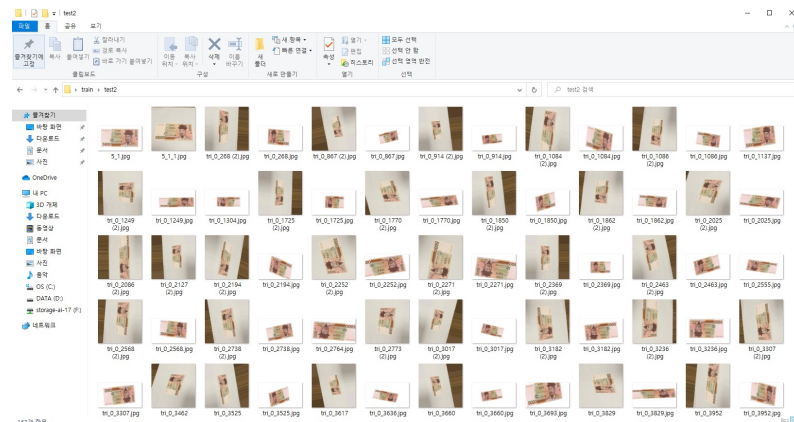 test2
파일 홈 공유 보기
즐겨찾기에 고정
복사
붙여넣기
잘라내기
경로 복사
바로 가기 붙여넣기
이동 위치
복사 위치
삭제
이름 바꾸기
새 폴더
새 항목
빠른 연결
속성
열기
편집
히스토리
모두 선택
선택 안 함
선택 영역 반전
클립보드 구성 새로 만들기 열기 선택
train › test2
test2 검색
즐겨찾기
바탕 화면
다운로드
문서
사진
OneDrive
내 PC
3D 개체
다운로드
동영상
문서
바탕 화면
사진
음악
OS (C:)
DATA (D:)
storage-ai-17 (F:)
네트워크
5_1.jpg 5_1_1.jpg tri_0_268 (2).jpg tri_0_268.jpg tri_0_867 (2).jpg tri_0_867.jpg tri_0_914 (2).jpg tri_0_914.jpg tri_0_1084 (2).jpg tri_0_1084.jpg tri_0_1086 (2).jpg tri_0_1086.jpg tri_0_1137.jpg
tri_0_1249 (2).jpg tri_0_1249.jpg tri_0_1304.jpg tri_0_1725 (2).jpg tri_0_1725.jpg tri_0_1770 (2).jpg tri_0_1770.jpg tri_0_1850 (2).jpg tri_0_1850.jpg tri_0_1862 (2).jpg tri_0_1862.jpg tri_0_2025 (2).jpg tri_0_2025.jpg
tri_0_2086 (2).jpg tri_0_2127 (2).jpg tri_0_2194 (2).jpg tri_0_2194.jpg tri_0_2252 (2).jpg tri_0_2252.jpg tri_0_2271 (2).jpg tri_0_2271.jpg tri_0_2369 (2).jpg tri_0_2369.jpg tri_0_2463 (2).jpg tri_0_2463.jpg tri_0_2555.jpg
tri_0_2568 (2).jpg tri_0_2568.jpg tri_0_2738 (2).jpg tri_0_2738.jpg tri_0_2764.jpg tri_0_2773 (2).jpg tri_0_3017 (2).jpg tri_0_3017.jpg tri_0_3182 (2).jpg tri_0_3182.jpg tri_0_3236 (2).jpg tri_0_3236.jpg tri_0_3307 (2).jpg
tri_0_3307.jpg tri_0_3462 tri_0_3525 tri_0_3525.jpg tri_0_3617 tri_0_3636.jpg tri_0_3660 tri_0_3660.jpg tri_0_3693.jpg tri_0_3829 tri_0_3829.jpg tri_0_3952 tri_0_3952.jpg